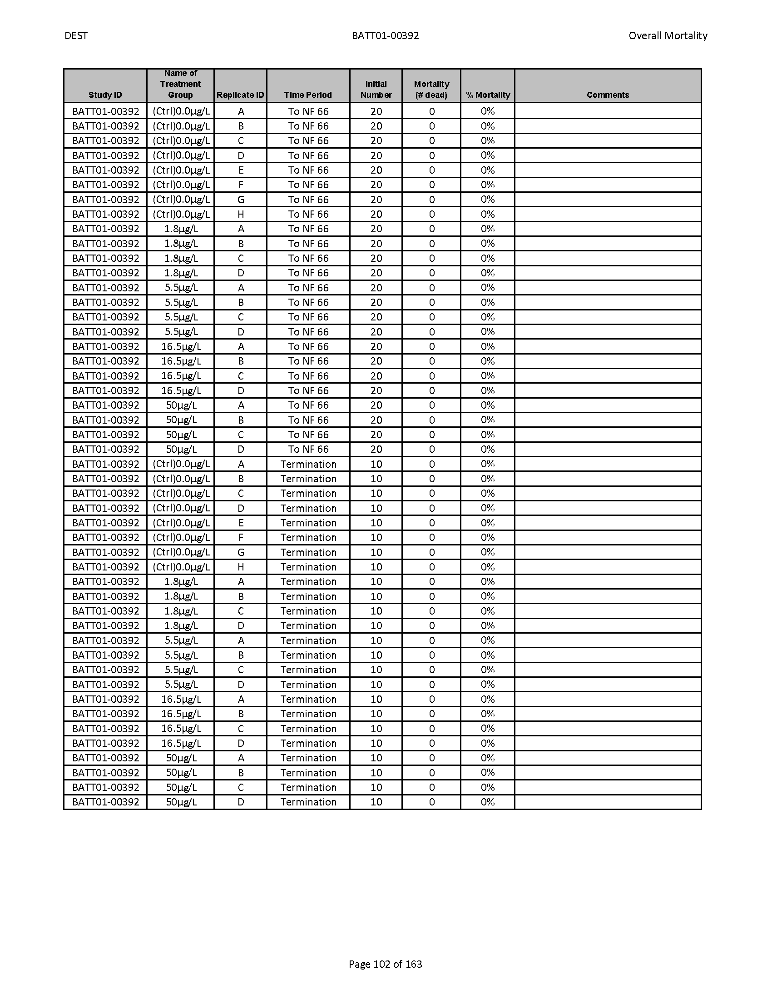 DEST BATT01-00392 Overall Mortality
Study ID Name of Treatment Group Replicate ID Time Period Initial Number Mortality (# dead) % Mortality Comments
BATT01-00392 (Ctrl)0.0µg/L A To NF 66 20 0 0%
BATT01-00392 (Ctrl)0.0µg/L B To NF 66 20 0 0%
BATT01-00392 (Ctrl)0.0µg/L C To NF 66 20 0 0%
BATT01-00392 (Ctrl)0.0µg/L D To NF 66 20 0 0%
BATT01-00392 (Ctrl)0.0µg/L E To NF 66 20 0 0%
BATT01-00392 (Ctrl)0.0µg/L F To NF 66 20 0 0%
BATT01-00392 (Ctrl)0.0µg/L G To NF 66 20 0 0%
BATT01-00392 (Ctrl)0.0µg/L H To NF 66 20 0 0%
BATT01-00392 1.8µg/L A To NF 66 20 0 0%
BATT01-00392 1.8µg/L B To NF 66 20 0 0%
BATT01-00392 1.8µg/L C To NF 66 20 0 0%
BATT01-00392 1.8µg/L D To NF 66 20 0 0%
BATT01-00392 5.5µg/L A To NF 66 20 0 0%
BATT01-00392 5.5µg/L B To NF 66 20 0 0%
BATT01-00392 5.5µg/L C To NF 66 20 0 0%
BATT01-00392 5.5µg/L D To NF 66 20 0 0%
BATT01-00392 16.5µg/L A To NF 66 20 0 0%
BATT01-00392 16.5µg/L B To NF 66 20 0 0%
BATT01-00392 16.5µg/L C To NF 66 20 0 0%
BATT01-00392 16.5µg/L D To NF 66 20 0 0%
BATT01-00392 50µg/L A To NF 66 20 0 0%
BATT01-00392 50µg/L B To NF 66 20 0 0%
BATT01-00392 50µg/L C To NF 66 20 0 0%
BATT01-00392 50µg/L D To NF 66 20 0 0%
BATT01-00392 (Ctrl)0.0µg/L A Termination 10 0 0%
BATT01-00392 (Ctrl)0.0µg/L B Termination 10 0 0%
BATT01-00392 (Ctrl)0.0µg/L C Termination 10 0 0%
BATT01-00392 (Ctrl)0.0µg/L D Termination 10 0 0%
BATT01-00392 (Ctrl)0.0µg/L E Termination 10 0 0%
BATT01-00392 (Ctrl)0.0µg/L F Termination 10 0 0%
BATT01-00392 (Ctrl)0.0µg/L G Termination 10 0 0%
BATT01-00392 (Ctrl)0.0µg/L H Termination 10 0 0%
BATT01-00392 1.8µg/L A Termination 10 0 0%
BATT01-00392 1.8µg/L B Termination 10 0 0%
BATT01-00392 1.8µg/L C Termination 10 0 0%
BATT01-00392 1.8µg/L D Termination 10 0 0%
BATT01-00392 5.5µg/L A Termination 10 0 0%
BATT01-00392 5.5µg/L B Termination 10 0 0%
BATT01-00392 5.5µg/L C Termination 10 0 0%
BATT01-00392 5.5µg/L D Termination 10 0 0%
BATT01-00392 16.5µg/L A Termination 10 0 0%
BATT01-00392 16.5µg/L B Termination 10 0 0%
BATT01-00392 16.5µg/L C Termination 10 0 0%
BATT01-00392 16.5µg/L D Termination 10 0 0%
BATT01-00392 50µg/L A Termination 10 0 0%
BATT01-00392 50µg/L B Termination 10 0 0%
BATT01-00392 50µg/L C Termination 10 0 0%
BATT01-00392 50µg/L D Termination 10 0 0%
Page 102 of 163